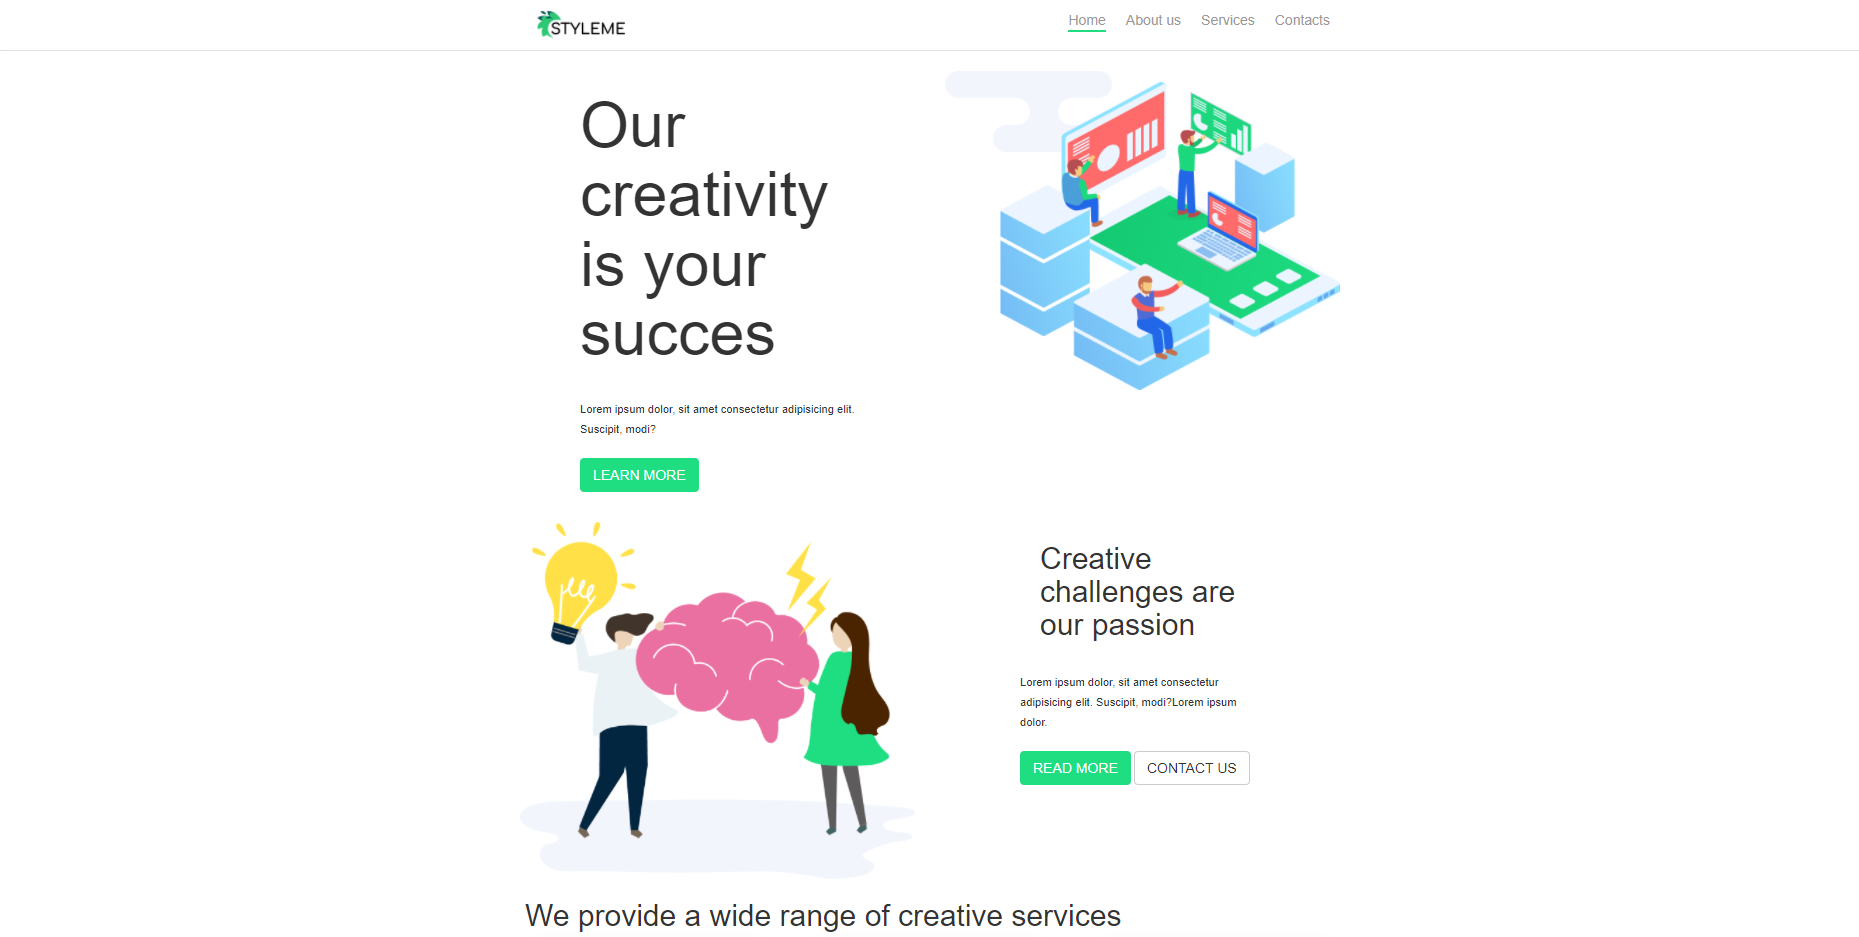 STYLEME
Home About us Services Contacts
Our
creativity
is your
succes
Lorem ipsum dolor, sit amet consectetur adipisicing elit.
Suscipit, modi?
LEARN MORE
Creative
challenges are
our passion
Lorem ipsum dolor, sit amet consectetur
adipisicing elit. Suscipit, modi?Lorem ipsum
dolor.
READ MORE CONTACT US
We provide a wide range of creative services